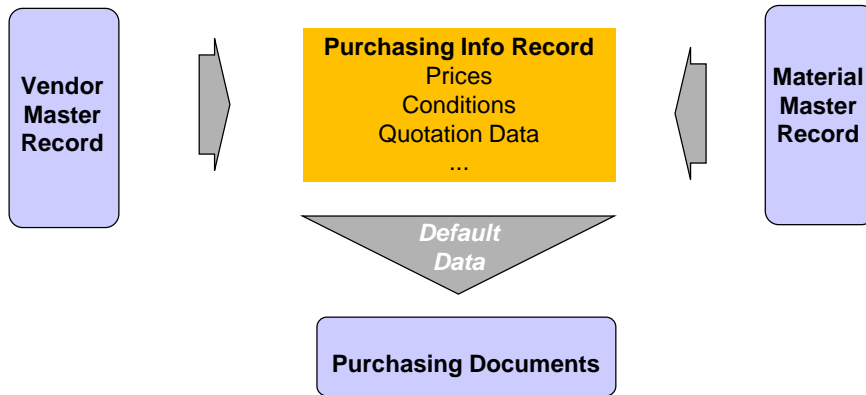 Vendor
Master
Record
Purchasing Info Record
Prices
Conditions
Quotation Data
...
Material
Master
Record
Default
Data
Purchasing Documents